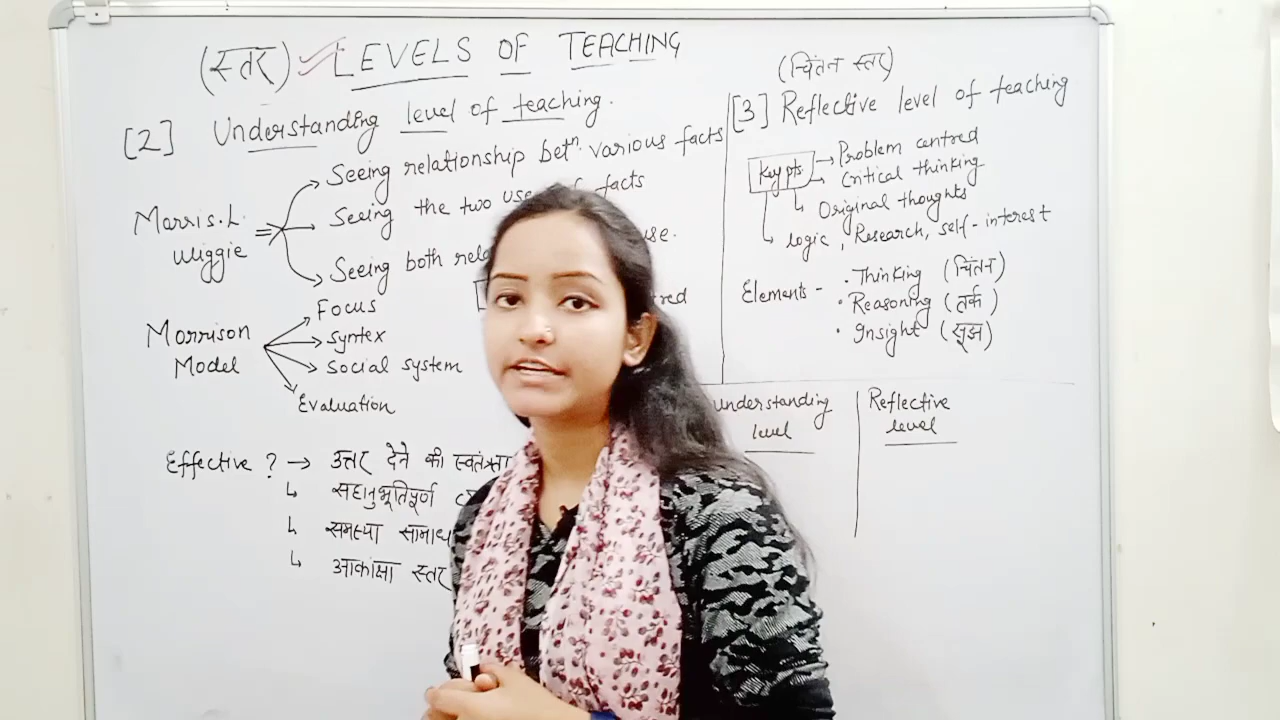 (स्तर) LEVELS OF TEACHING
[2] Understanding level of teaching.
Morris.L. Wiggie
Seeing relationship betn. various facts
Seeing the two use facts
Seeing both rela use.
red
Morrison Model
Focus
Syntex
Social system
Evaluation
Effective ? → उत्तर देने की स्वतंत्रता
सहानुभूतिपूर्ण
समस्या
आकांक्षा स्तर
(चिंतन स्तर)
[3] Reflective level of teaching
Key pts
Problem centred
Critical thinking
Original thoughts
logic, Research, self-interest
Elements - . Thinking (चिंतन)
. Reasoning (तर्क)
. Insight (सूझ)
understanding level
Reflective level